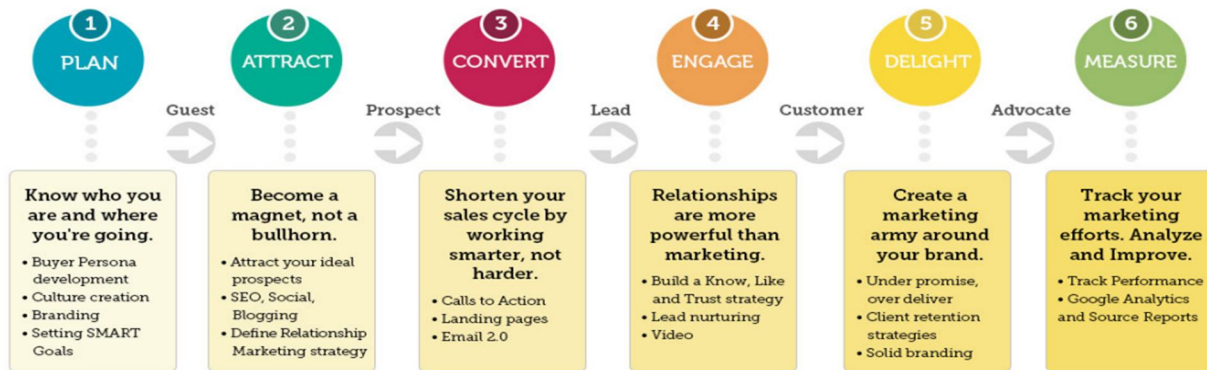 1
PLAN
2
ATTRACT
3
CONVERT
4
ENGAGE
5
DELIGHT
6
MEASURE
Guest
Prospect
Lead
Customer
Advocate
Know who you
are and where
you're going.
• Buyer Persona
development
• Culture creation
• Branding
• Setting SMART
Goals
Become a
magnet, not a
bullhorn.
• Attract your ideal
prospects
• SEO, Social,
Blogging
• Define Relationship
Marketing strategy
Shorten your
sales cycle by
working
smarter, not
harder.
• Calls to Action
• Landing pages
• Email 2.0
Relationships
are more
powerful than
marketing.
• Build a Know, Like
and Trust strategy
• Lead nurturing
• Video
Create a
marketing
army around
your brand.
• Under promise,
over deliver
• Client retention
strategies
• Solid branding
Track your
marketing
efforts. Analyze
and Improve.
• Track Performance
• Google Analytics
and Source Reports